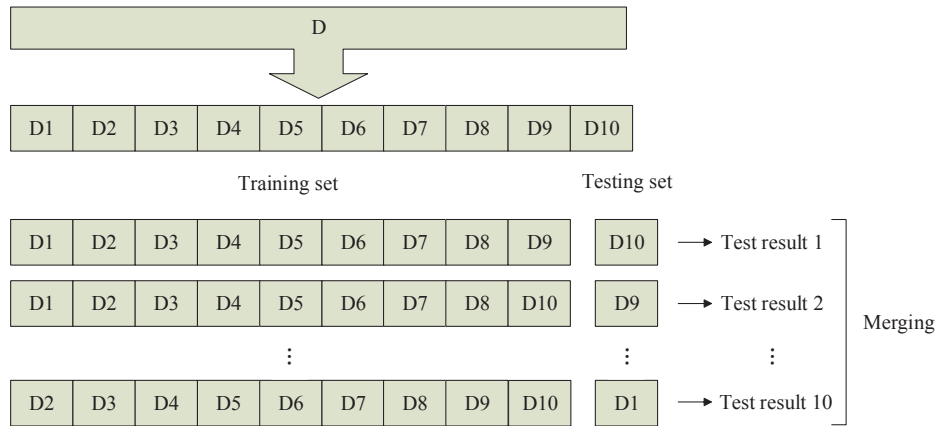 D
D1 D2 D3 D4 D5 D6 D7 D8 D9 D10
Training set Testing set
D1 D2 D3 D4 D5 D6 D7 D8 D9 D10 Test result 1
D1 D2 D3 D4 D5 D6 D7 D8 D10 D9 Test result 2
Merging
⋮ ⋮ ⋮
D2 D3 D4 D5 D6 D7 D8 D9 D10 D1 Test result 10